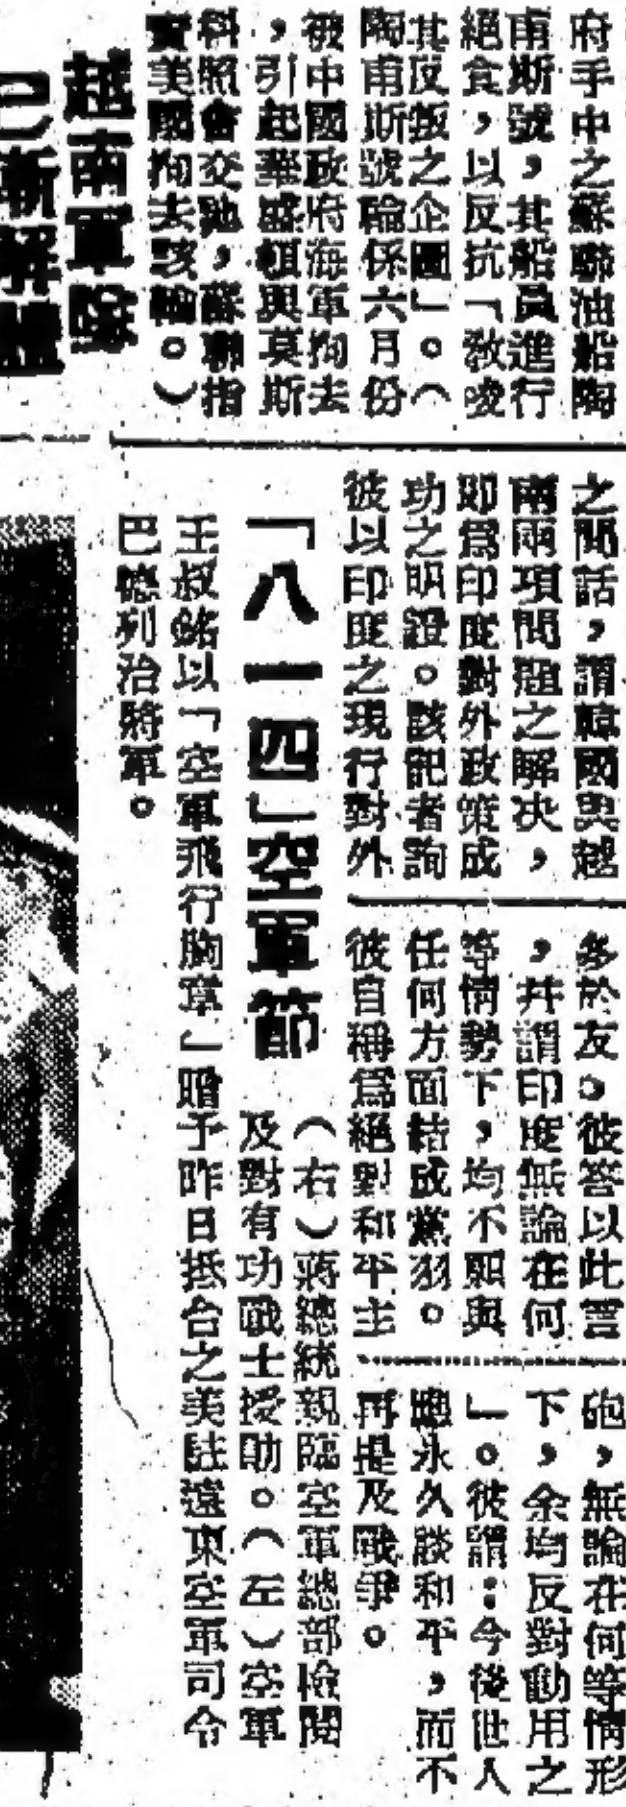 府手中之蘇聯油船陶
甫斯號，其船員進行
絕食，以反抗「教唆
其反叛之企圖」。（
陶甫斯號輪係六月份
被中國政府海軍拘去
，引起華盛頓與莫斯
科照會交馳，蘇聯指
責美國拘去該輪。）
越南軍隊
已漸解體
之閒話，謂韓國與越
南兩項問題之解決，
即爲印度對外政策成
功之明證。該記者詢
彼以印度之現行對外
多於友。彼答以此言
，并謂印度無論在何
等情勢下，均不願與
任何方面結成黨羽。
彼自稱爲絕對和平主
砲，無論在何等情形
下，余均反對動用之
」。彼謂：今後世人
應永久談和平，而不
再提及戰爭。
「八一四」空軍節
（右）蔣總統親臨空軍總部檢閱
及對有功戰士授勛。（左）空軍
王叔銘以「空軍飛行胸章」贈予昨日抵台之美駐遠東空軍司令
巴德列治將軍。